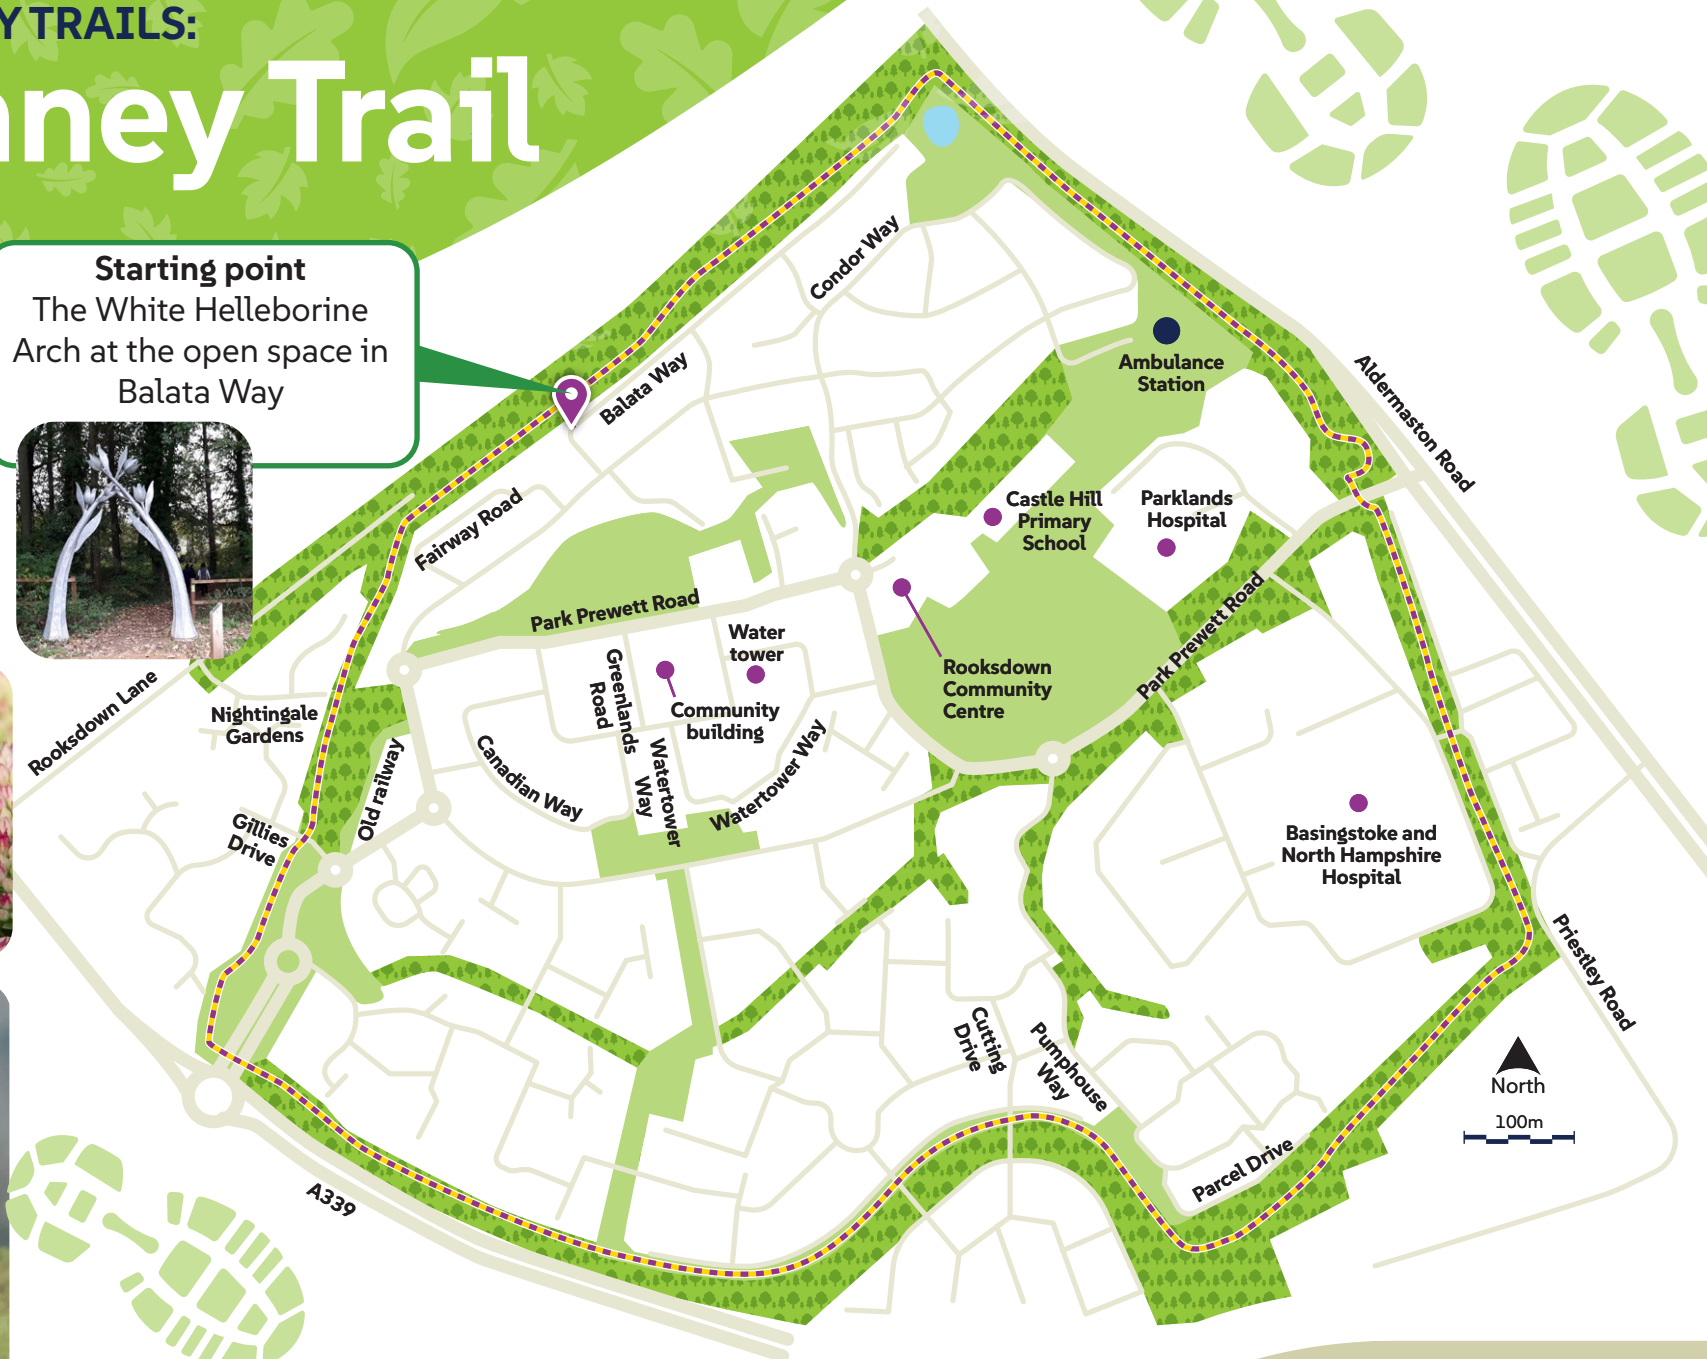 Y TRAILS:
ney Trail
Starting point
The White Helleborine
Arch at the open space in
Balata Way
Condor Way
Balata Way
Fairway Road
Ambulance
Station
Aldermaston Road
Castle Hill
Primary
School
Parklands
Hospital
Park Prewett Road
Water
tower
Greenlands
Road
Community
building
Rooksdown
Community
Centre
Park Prewett Road
Rooksdown Lane
Nightingale
Gardens
Old railway
Canadian Way
Watertower
Way
Watertower Way
Gillies
Drive
Basingstoke and
North Hampshire
Hospital
Priestley Road
Cutting
Drive
Pumphouse
Way
North
100m
Parcel Drive
A339